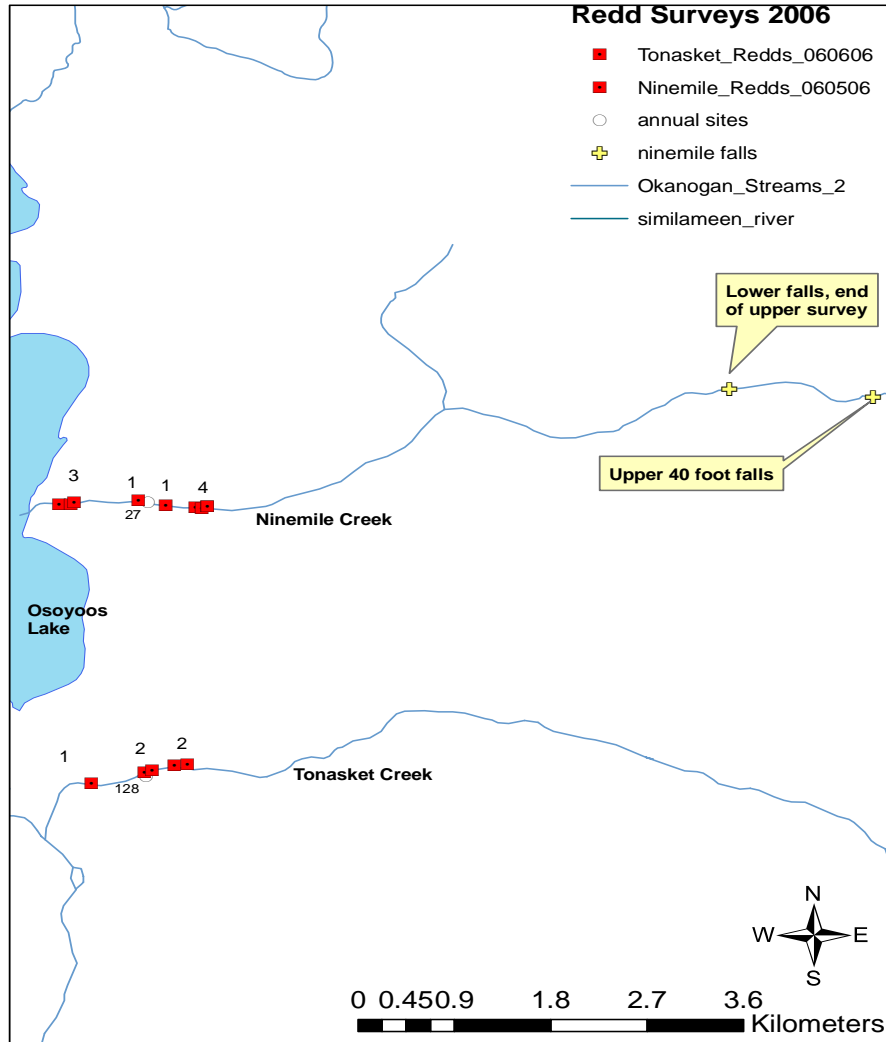 Redd Surveys 2006
Tonasket_Redds_060606
Ninemile_Redds_060506
annual sites
ninemile falls
Okanogan_Streams_2
similameen_river
Lower falls, end
of upper survey
Upper 40 foot falls
3
1
1
4
27
Ninemile Creek
Osoyoos
Lake
1
2
2
128
Tonasket Creek
N
W
E
S
0 0.45 0.9 1.8 2.7 3.6
Kilometers